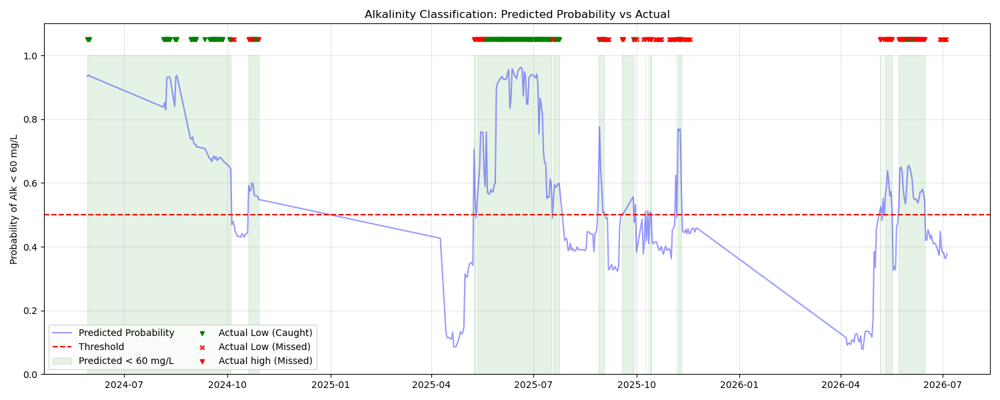 Alkalinity Classification: Predicted Probability vs Actual
Probability of Alk < 60 mg/L
1.0
0.8
0.6
0.4
0.2
0.0
Predicted Probability
Threshold
Predicted < 60 mg/L
Actual Low (Caught)
Actual Low (Missed)
Actual high (Missed)
2024-07
2024-10
2025-01
2025-04
2025-07
2025-10
2026-01
2026-04
2026-07